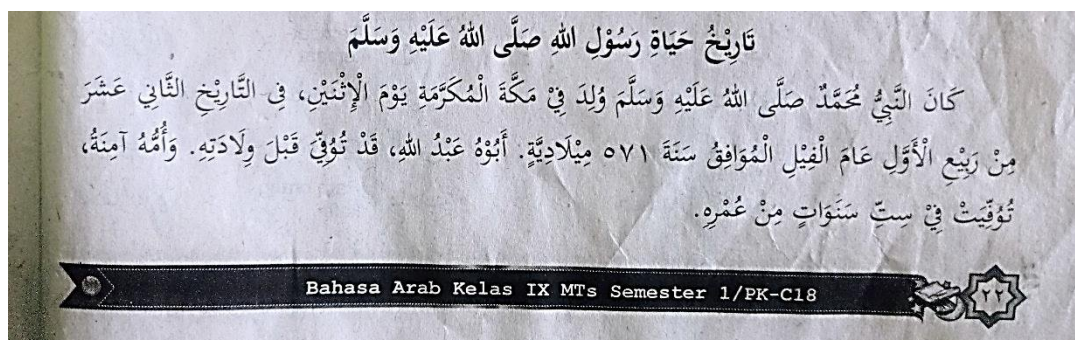 تَارِيْخُ حَيَاةِ رَسُوْلِ اللهِ صَلَّى اللهُ عَلَيْهِ وَسَلَّمَ
كَانَ النَّبِيُّ مُحَمَّدٌ صَلَّى اللهُ عَلَيْهِ وَسَلَّمَ وُلِدَ فِيْ مَكَّةَ الْمُكَرَّمَةِ يَوْمَ الْإِثْنَيْنِ، فِى التَّارِيْخِ الثَّانِي عَشَرَ
مِنْ رَبِيْعِ الْأَوَّلِ عَامَ الْفِيْلِ الْمُوَافِقُ سَنَةَ ٥٧١ مِيْلَادِيَّةٍ. أَبُوْهُ عَبْدُ اللهِ، قَدْ تُوُفِّيَ قَبْلَ وِلَادَتِهِ. وَأُمُّهُ آمِنَةُ،
تُوُفِّيَتْ فِيْ سِتِّ سَنَوَاتٍ مِنْ عُمْرِهِ.
Bahasa Arab Kelas IX MTs Semester 1/PK-C18
٢٢